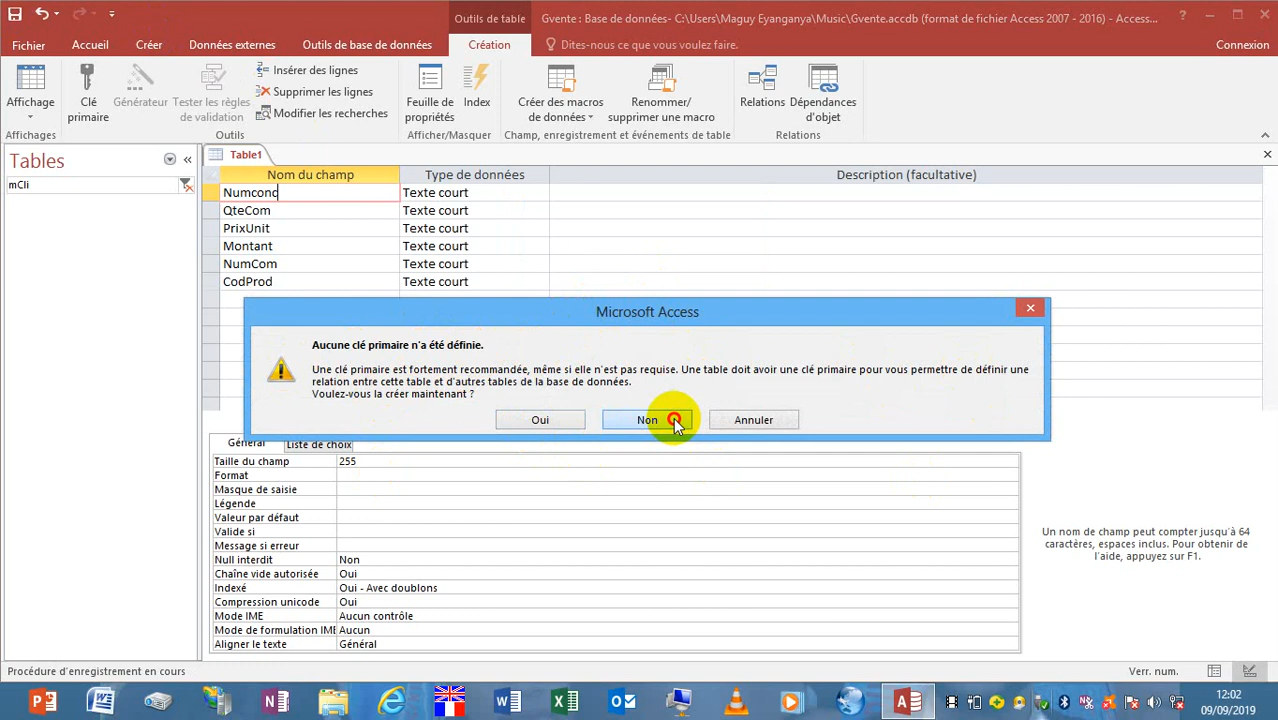 Outils de table
Gvente : Base de données- C:\Users\Maguy Eyanganya\Music\Gvente.accdb (format de fichier Access 2007 - 2016) - Access...
?
Fichier Accueil Créer Données externes Outils de base de données Création Dites-nous ce que vous voulez faire. Connexion
Affichage
Clé primaire
Générateur
Tester les règles de validation
Insérer des lignes
Supprimer les lignes
Modifier les recherches
Feuille de propriétés
Index
Créer des macros de données
Renommer/ supprimer une macro
Relations
Dépendances d'objet
Affichages
Outils
Afficher/Masquer
Champ, enregistrement et événements de table
Relations
Tables
mCli
Table1
Nom du champ Type de données Description (facultative)
Numconc Texte court
QteCom Texte court
PrixUnit Texte court
Montant Texte court
NumCom Texte court
CodProd Texte court
Microsoft Access
Aucune clé primaire n'a été définie.
Une clé primaire est fortement recommandée, même si elle n'est pas requise. Une table doit avoir une clé primaire pour vous permettre de définir une
relation entre cette table et d'autres tables de la base de données.
Voulez-vous la créer maintenant ?
Oui Non Annuler
Général Liste de choix
Taille du champ 255
Format
Masque de saisie
Légende
Valeur par défaut
Valide si
Message si erreur
Null interdit Non
Chaîne vide autorisée Oui
Indexé Oui - Avec doublons
Compression unicode Oui
Mode IME Aucun contrôle
Mode de formulation IME Aucun
Aligner le texte Général
Un nom de champ peut compter jusqu'à 64
caractères, espaces inclus. Pour obtenir de
l'aide, appuyez sur F1.
Procédure d'enregistrement en cours
Verr. num.
12:02
09/09/2019